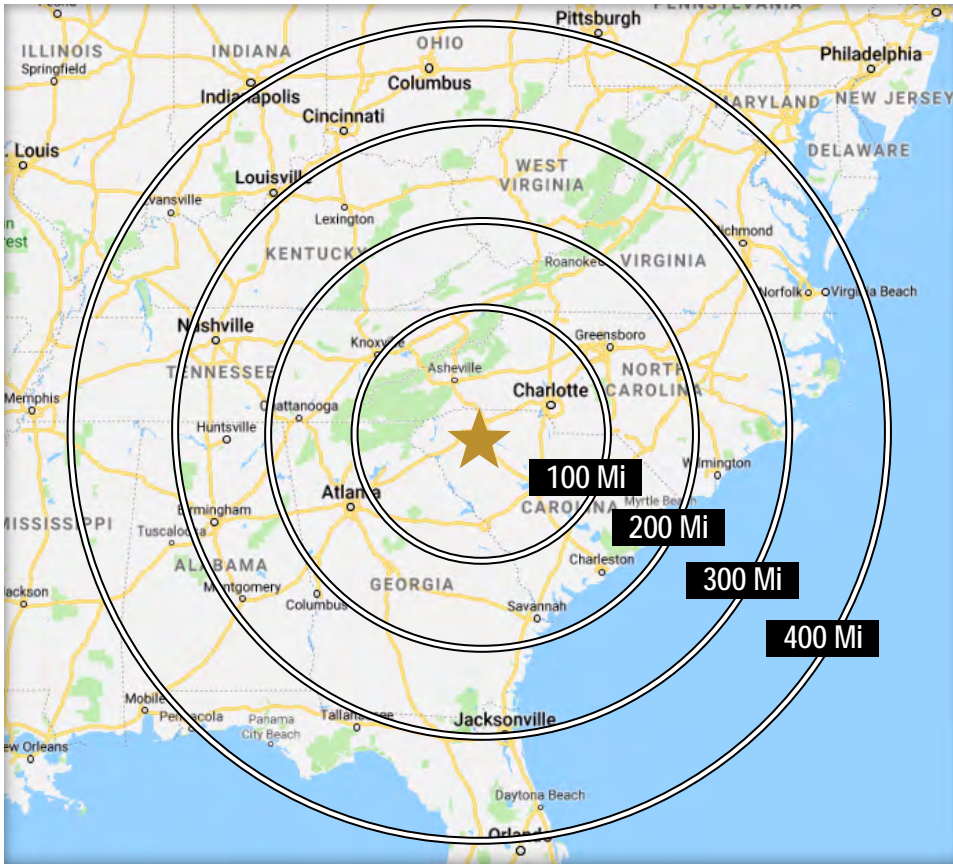 Pittsburgh
OHIO
ILLINOIS
INDIANA
Philadelphia
Springfield
Columbus
Indianapolis
MARYLAND
NEW JERSEY
Cincinnati
. Louis
DELAWARE
WEST
VIRGINIA
Louisville
Evansville
Lexington
Richmond
KENTUCKY
Roanoke
VIRGINIA
Norfolk
Virginia Beach
Nashville
Greensboro
Knoxville
TENNESSEE
Asheville
NORTH
CAROLINA
Charlotte
Memphis
Chattanooga
Huntsville
Wilmington
100 Mi
Atlanta
Myrtle Beach
CAROLINA
Birmingham
MISSISSIPPI
200 Mi
Tuscaloosa
Charleston
ALABAMA
300 Mi
GEORGIA
Montgomery
Jackson
Columbus
Savannah
400 Mi
Mobile
Pensacola
Panama
City Beach
Tallahassee
Jacksonville
ew Orleans
Daytona Beach
Orlando